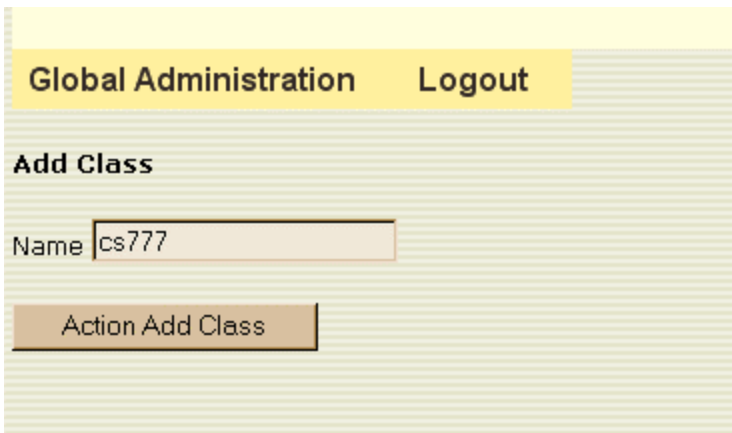 Global Administration Logout
Add Class
Name cs777
Action Add Class